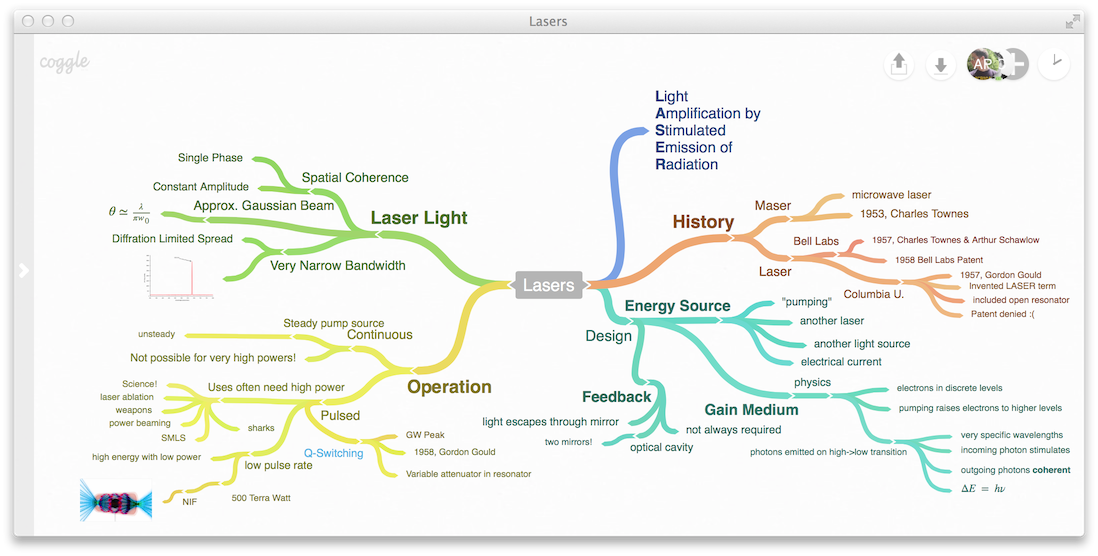 Lasers
coggle
AP
Light
Amplification by
Stimulated
Emission of
Radiation
Single Phase
Spatial Coherence
Constant Amplitude
θ ≃ λ/πw₀
Approx. Gaussian Beam
Laser Light
Diffration Limited Spread
Very Narrow Bandwidth
History
Maser
microwave laser
1953, Charles Townes
Bell Labs
1957, Charles Townes & Arthur Schawlow
1958 Bell Labs Patent
Laser
Columbia U.
1957, Gordon Gould
Invented LASER term
included open resonator
Patent denied :(
Lasers
Energy Source
"pumping"
another laser
another light source
electrical current
Design
Steady pump source
unsteady
Continuous
Not possible for very high powers!
Operation
Science!
Uses often need high power
laser ablation
weapons
power beaming
SMLS
sharks
Pulsed
GW Peak
Q-Switching
1958, Gordon Gould
Variable attenuator in resonator
high energy with low power
low pulse rate
NIF
500 Terra Watt
Feedback
light escapes through mirror
two mirrors!
optical cavity
not always required
Gain Medium
physics
electrons in discrete levels
pumping raises electrons to higher levels
photons emitted on high->low transition
very specific wavelengths
incoming photon stimulates
outgoing photons coherent
ΔE = hν